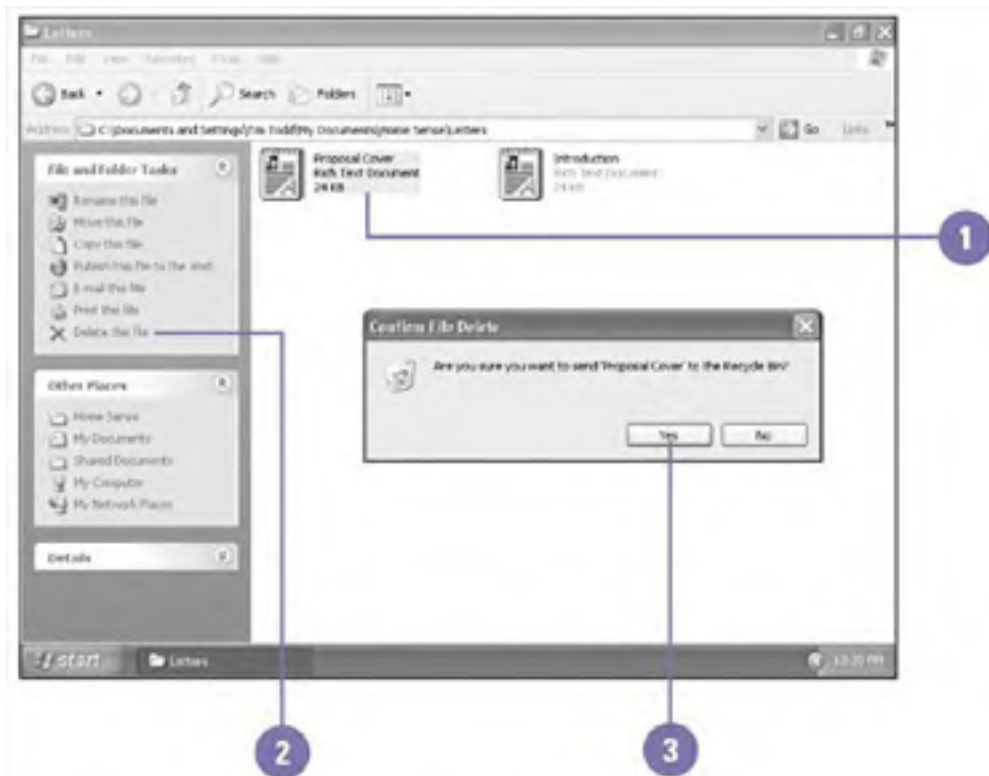 Letters
File Edit View Favorites Tools Help
Back Search Folders
Address C:\Documents and Settings\Tim Todd\My Documents\Home Sense\Letters Go Links
File and Folder Tasks
Rename this file
Move this file
Copy this file
Publish this file to the Web
E-mail this file
Print this file
Delete this file
Other Places
Home Sense
My Documents
Shared Documents
My Computer
My Network Places
Details
Proposal Cover
Rich Text Document
24 KB
Introduction
Rich Text Document
24 KB
1
Confirm File Delete
Are you sure you want to send 'Proposal Cover' to the Recycle Bin?
Yes No
start Letters
2
3